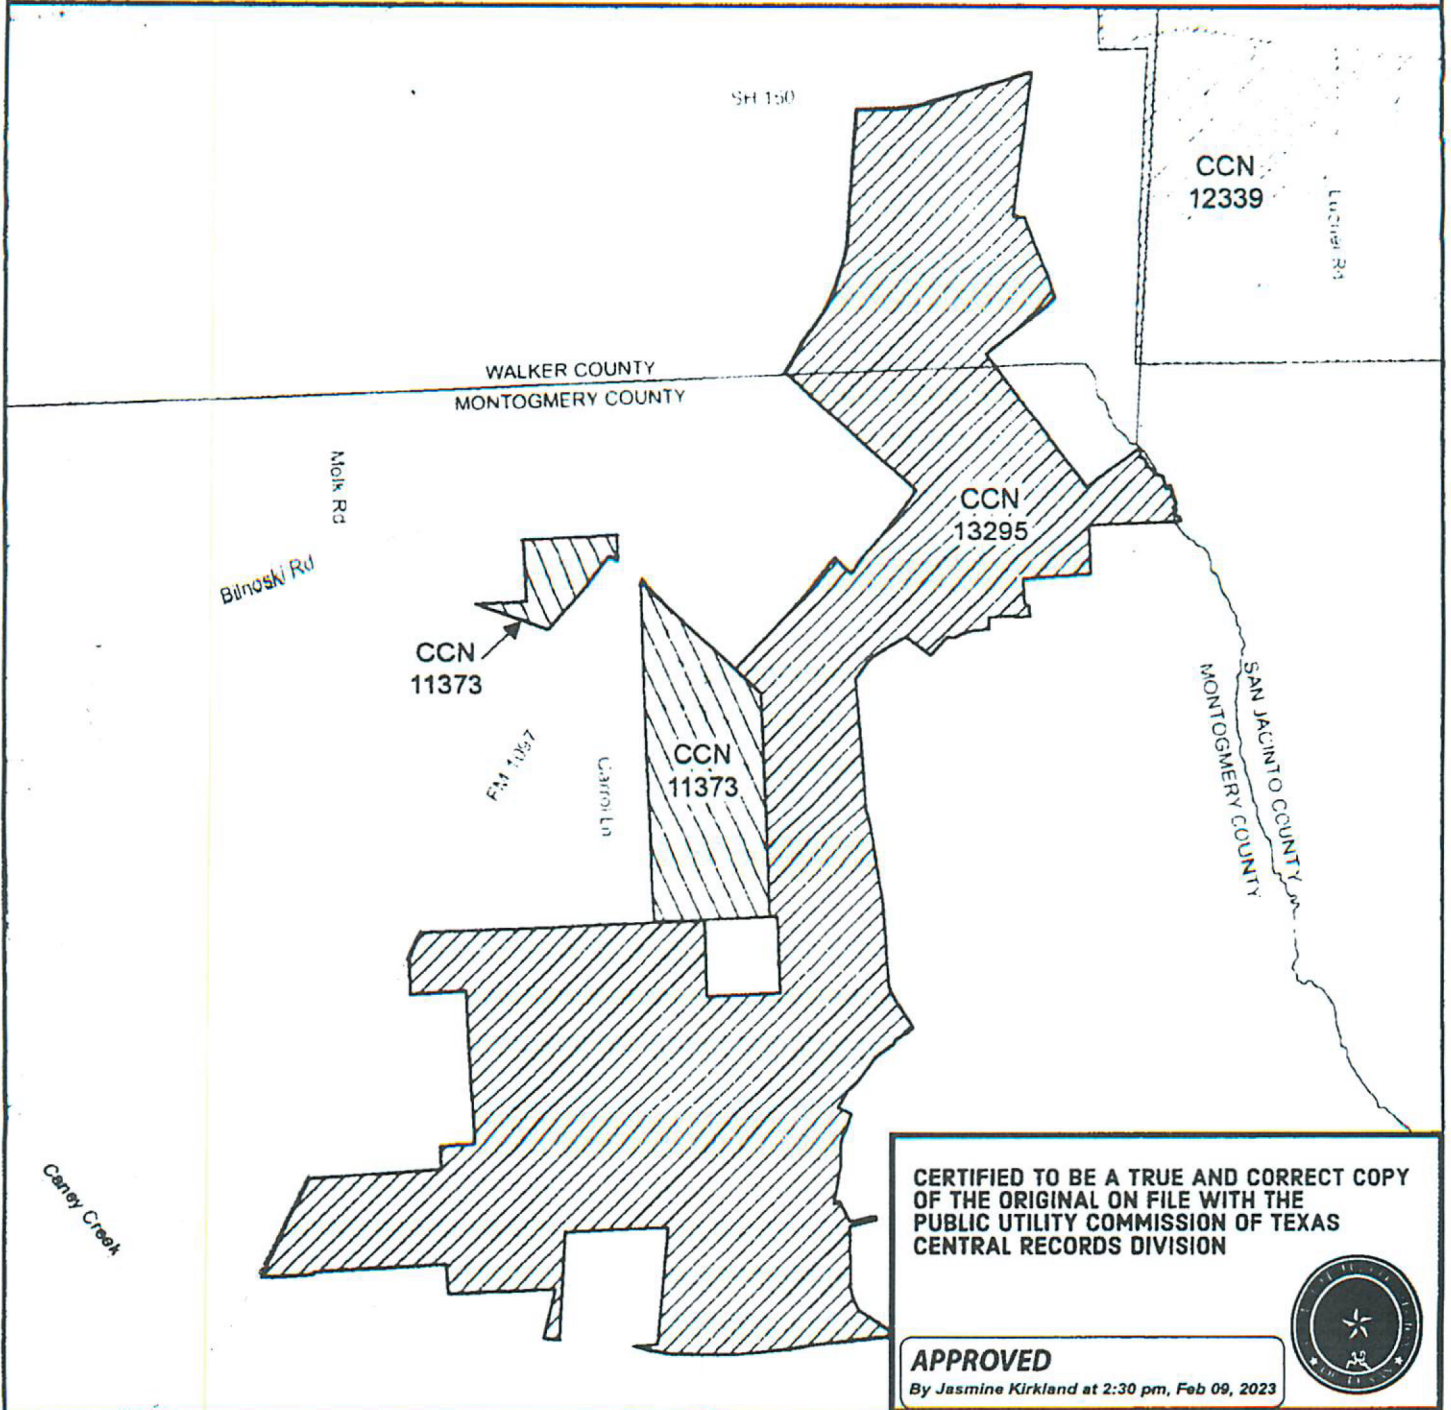 SH 150
CCN
12339
WALKER COUNTY
MONTOGMERY COUNTY
Molk Rd
Bilnoski Rd
CCN
13295
CCN
11373
SAN JACINTO COUNTY
MONTOGMERY COUNTY
FM 1097
Carrol Ln
CCN
11373
Caney Creek
CERTIFIED TO BE A TRUE AND CORRECT COPY
OF THE ORIGINAL ON FILE WITH THE
PUBLIC UTILITY COMMISSION OF TEXAS
CENTRAL RECORDS DIVISION
APPROVED
By Jasmine Kirkland at 2:30 pm, Feb 09, 2023